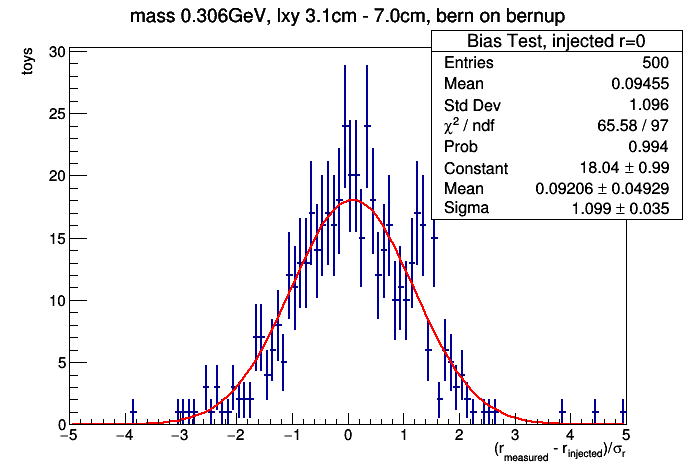 mass 0.306GeV, lxy 3.1cm - 7.0cm, bern on bernup
toys
Bias Test, injected r=0
Entries 500
Mean 0.09455
Std Dev 1.096
χ² / ndf 65.58 / 97
Prob 0.994
Constant 18.04 ± 0.99
Mean 0.09206 ± 0.04929
Sigma 1.099 ± 0.035
30
25
20
15
10
5
0
−5 −4 −3 −2 −1 0 1 2 3 4 5
(r_measured - r_injected)/σ_r